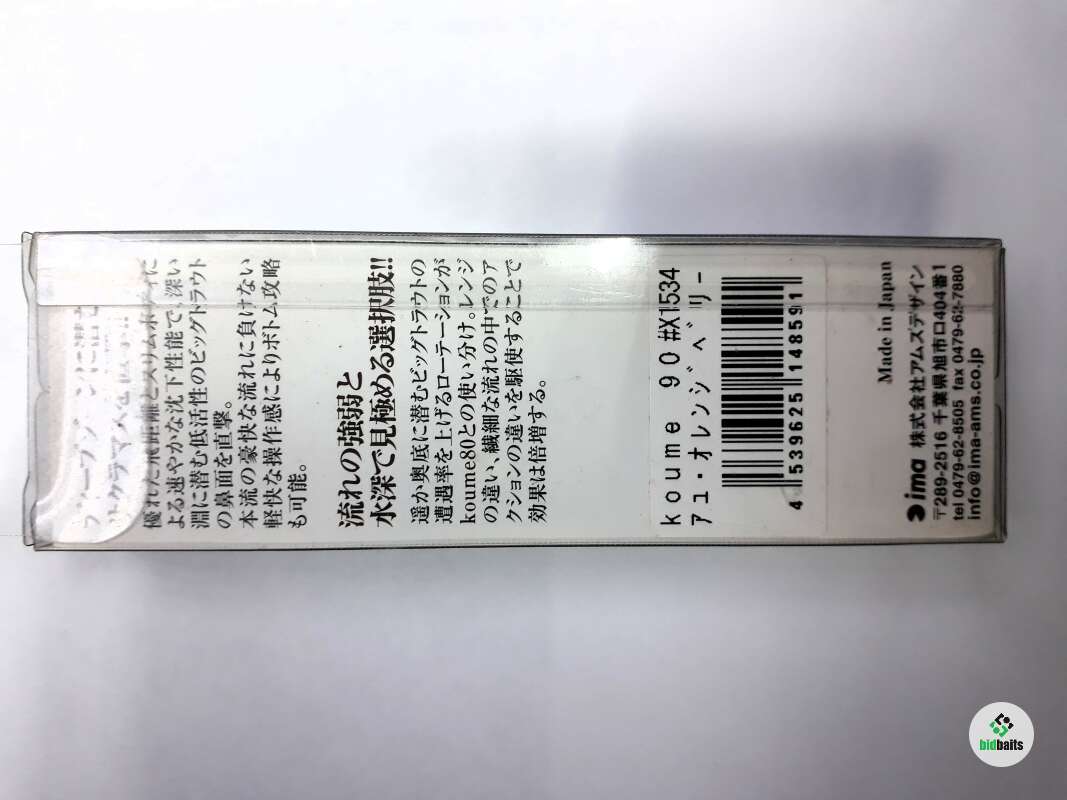 優れた飛距離とスリムボディに
よる速やかな沈下性能で、深い
淵に潜む低活性のビッグトラウト
の鼻面を直撃。
本流の豪快な流れに負けない
軽快な操作感によりボトム攻略
も可能。
流れの強弱と
水深で見極める選択肢!!
遥か奥底に潜むビッグトラウトの
遭遇率を上げるローテーションが
koume80との使い分け。レンジ
の違い、繊細な流れの中でのア
クションの違いを駆使することで
効果は倍増する。
koume 90 #X1534
アユ・オレンジベリー
4 539625 148591
Made in Japan
ima 株式会社アムズデザイン
〒289-2516 千葉県旭市ロ404番1
tel 0479-62-8505 fax 0479-62-7880
info@ima-ams.co.jp
bidbaits